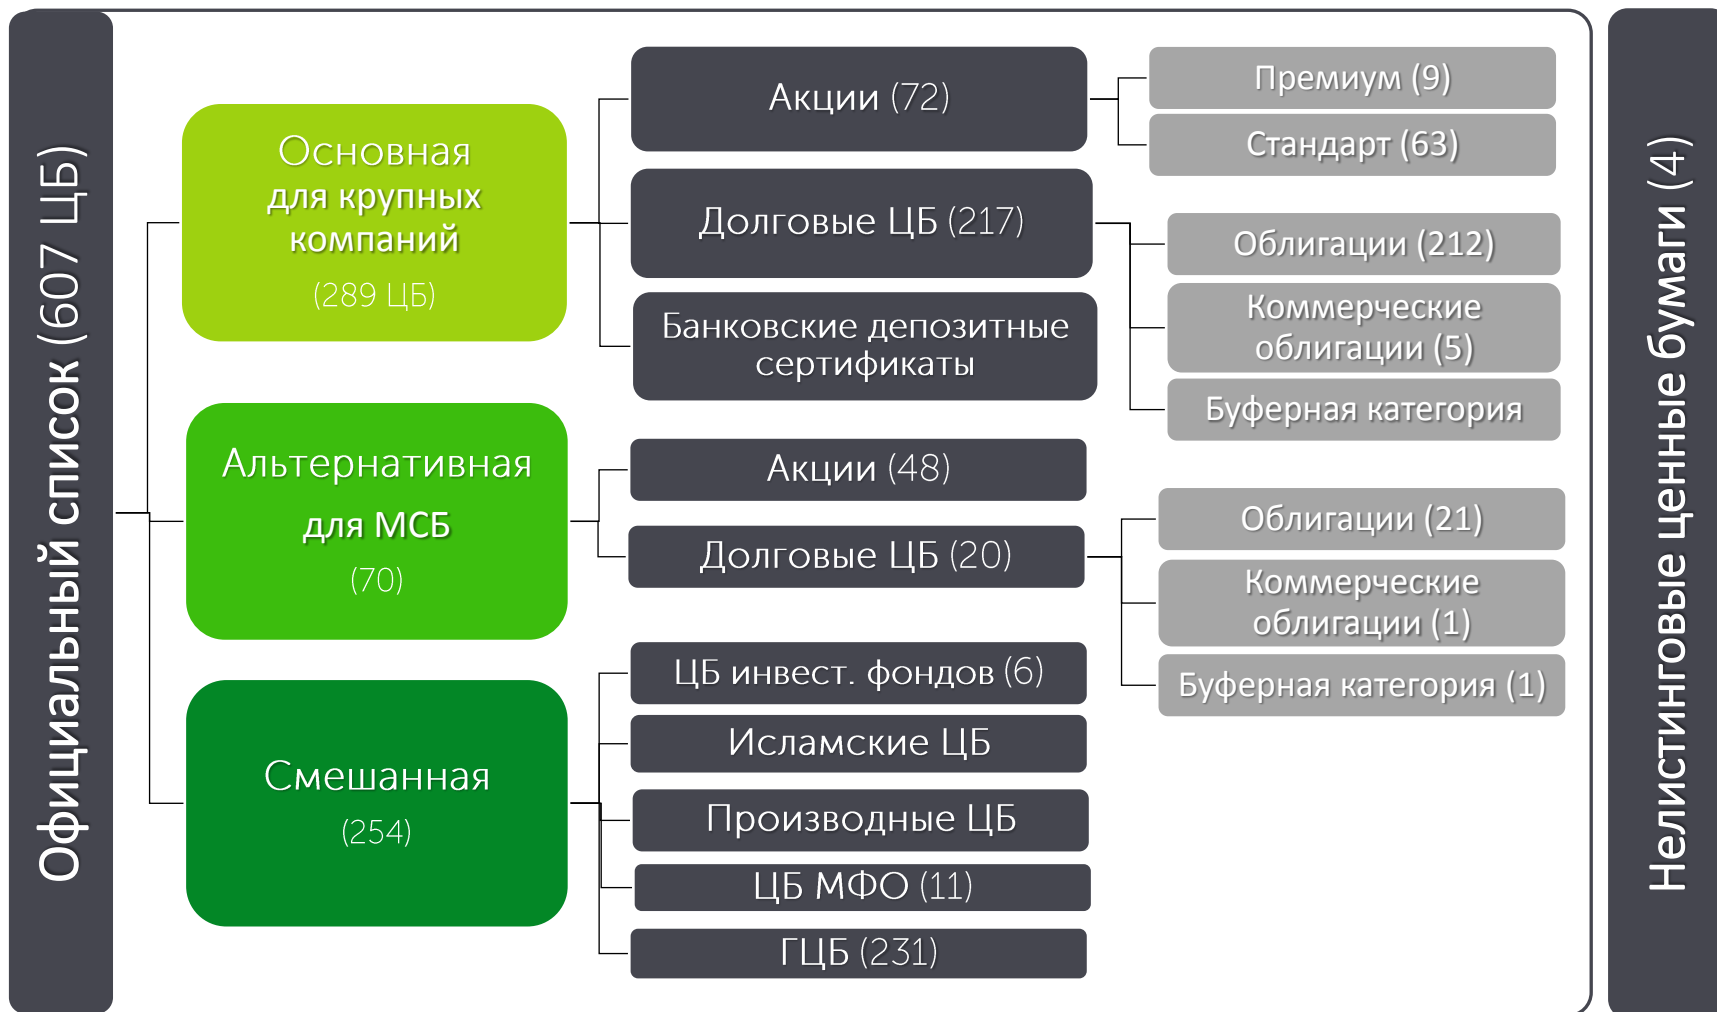 Официальный список (607 ЦБ)
Основная
для крупных
компаний
(289 ЦБ)
Акции (72)
Премиум (9)
Стандарт (63)
Долговые ЦБ (217)
Облигации (212)
Коммерческие
облигации (5)
Буферная категория
Банковские депозитные
сертификаты
Альтернативная
для МСБ
(70)
Акции (48)
Долговые ЦБ (20)
Облигации (21)
Коммерческие
облигации (1)
Буферная категория (1)
Смешанная
(254)
ЦБ инвест. фондов (6)
Исламские ЦБ
Производные ЦБ
ЦБ МФО (11)
ГЦБ (231)
Нелистинговые ценные бумаги (4)